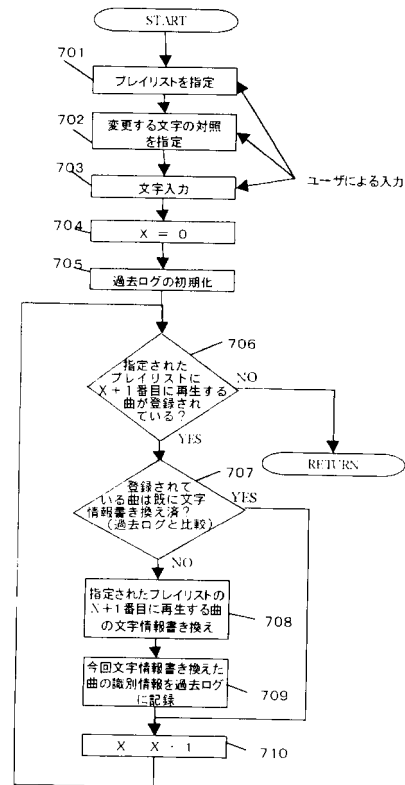 START
701
プレイリストを指定
702
変更する文字の対照
を指定
703
文字入力
ユーザによる入力
704
X = 0
705
過去ログの初期化
706
指定された
プレイリストに
X+1番目に再生する
曲が登録され
ている?
NO
YES
RETURN
707
登録されて
いる曲は既に文字
情報書き換え済?
(過去ログと比較)
YES
NO
指定されたプレイリストの
X+1番目に再生する曲
の文字情報書き換え
708
今回文字情報書き換えた
曲の識別情報を過去ログ
に記録
709
X X · 1
710